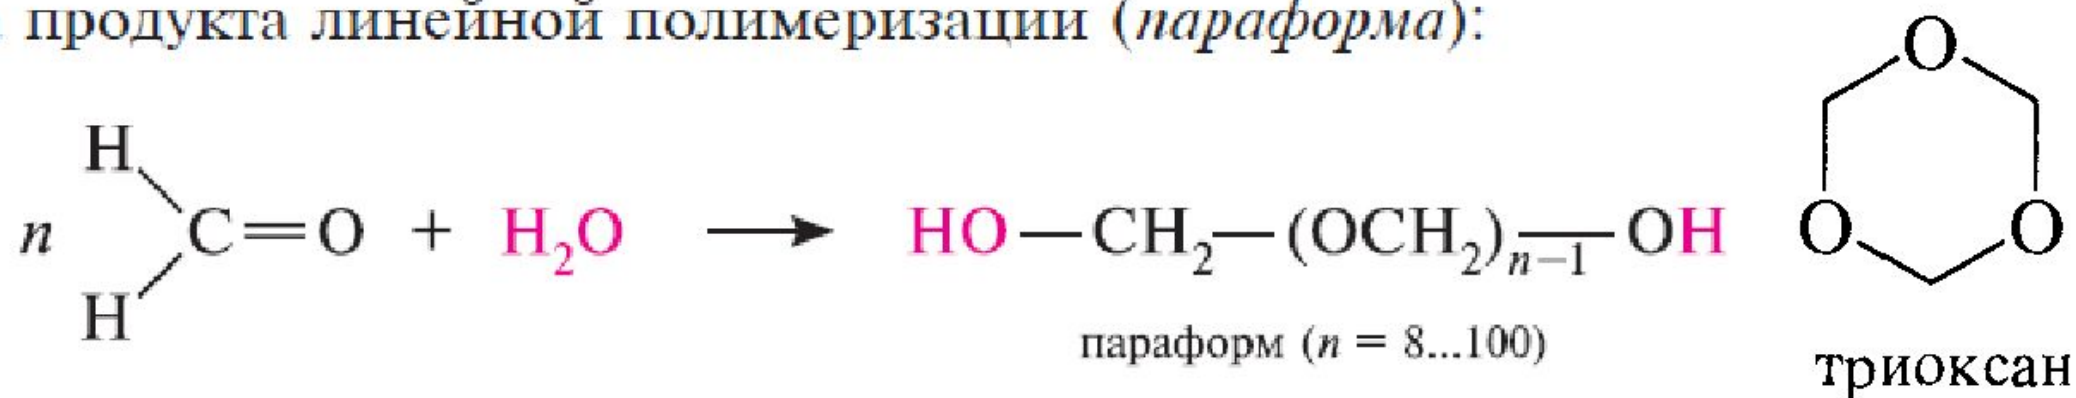 продукта линейной полимеризации (параформа):
n H H C=O + H₂O → HO—CH₂—(OCH₂)ₙ₋₁—OH
O O O
параформ (n = 8...100)
триоксан